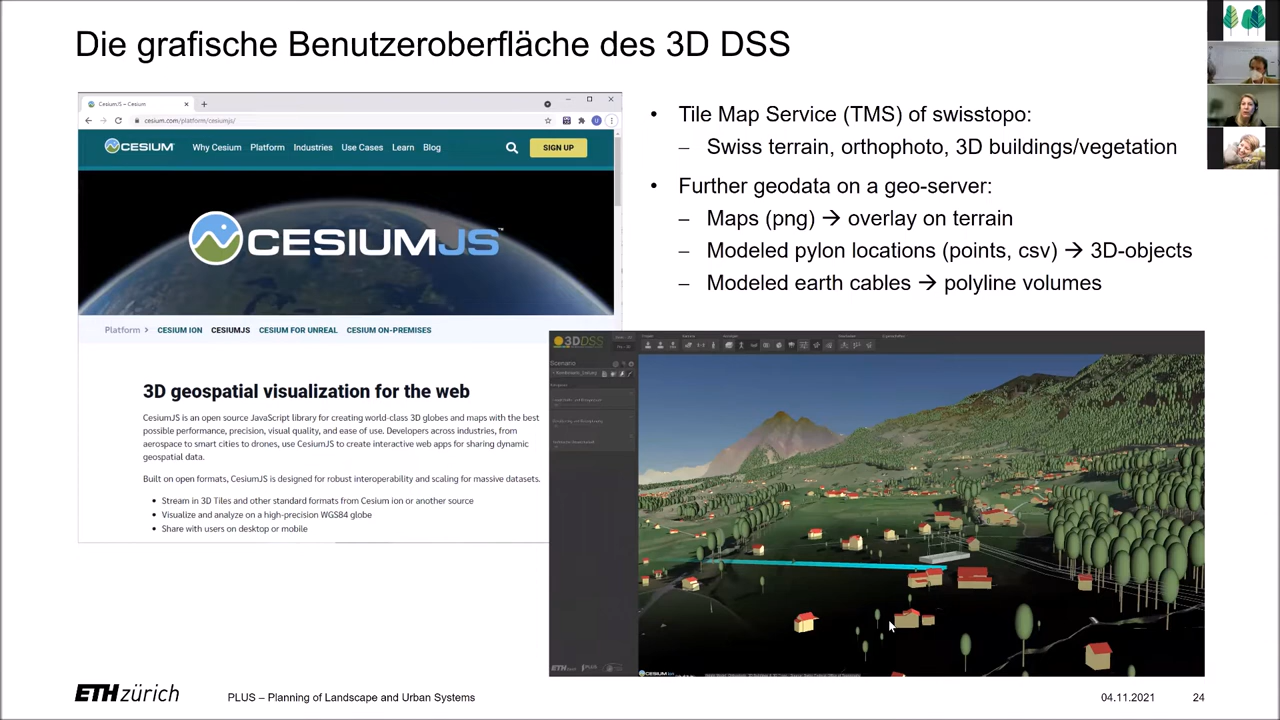 Die grafische Benutzeroberfläche des 3D DSS
CesiumJS – Cesium
cesium.com/platform/cesiumjs/
CESIUM
Why Cesium Platform Industries Use Cases Learn Blog
SIGN UP
CESIUMJS
Platform > CESIUM ION CESIUMJS CESIUM FOR UNREAL CESIUM ON-PREMISES
3D geospatial visualization for the web
CesiumJS is an open source JavaScript library for creating world-class 3D globes and maps with the best
possible performance, precision, visual quality, and ease of use. Developers across industries, from
aerospace to smart cities to drones, use CesiumJS to create interactive web apps for sharing dynamic
geospatial data.
Built on open formats, CesiumJS is designed for robust interoperability and scaling for massive datasets.
• Stream in 3D Tiles and other standard formats from Cesium ion or another source
• Visualize and analyze on a high-precision WGS84 globe
• Share with users on desktop or mobile
• Tile Map Service (TMS) of swisstopo:
– Swiss terrain, orthophoto, 3D buildings/vegetation
• Further geodata on a geo-server:
– Maps (png) → overlay on terrain
– Modeled pylon locations (points, csv) → 3D-objects
– Modeled earth cables → polyline volumes
3DDSS
Scenario
ETH zürich PLUS
CESIUM ion
ETH zürich
PLUS – Planning of Landscape and Urban Systems
04.11.2021
24